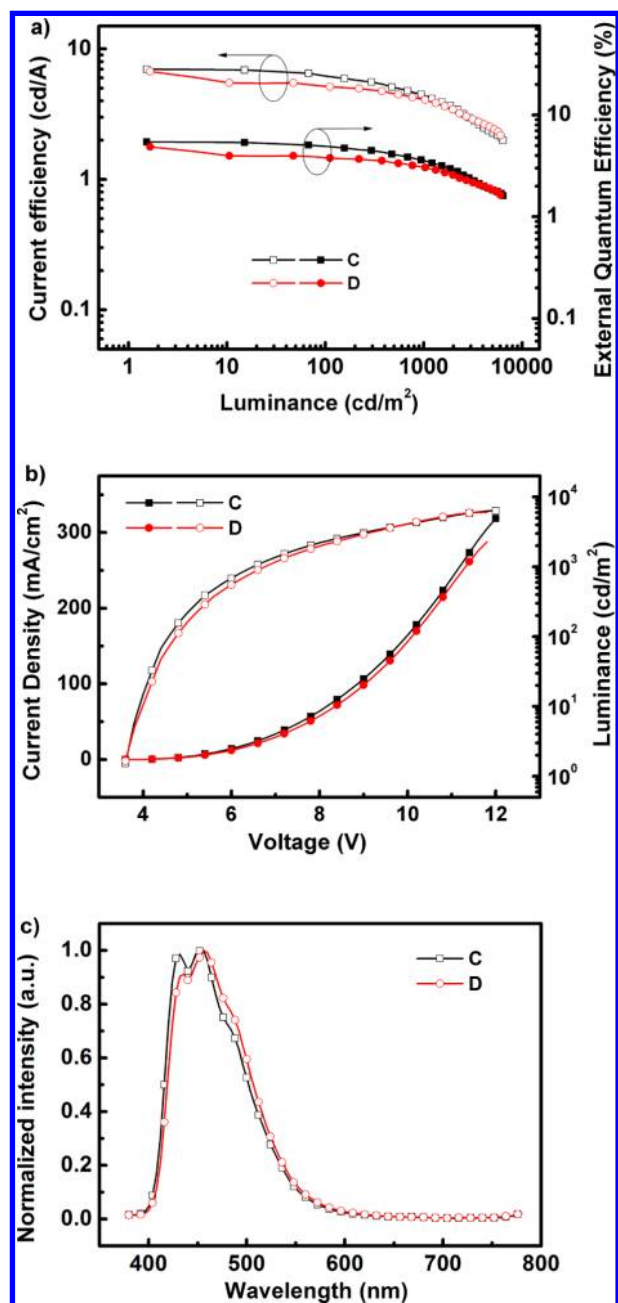 a)
Current efficiency (cd/A)
10
1
0.1
External Quantum Efficiency (%)
10
1
0.1
C
D
1 10 100 1000 10000
Luminance (cd/m²)
b)
Current Density (mA/cm²)
300
200
100
0
Luminance (cd/m²)
10⁴
10³
10²
10¹
10⁰
C
D
4 6 8 10 12
Voltage (V)
c)
Normalized intensity (a.u.)
1.0
0.8
0.6
0.4
0.2
0.0
C
D
400 500 600 700 800
Wavelength (nm)